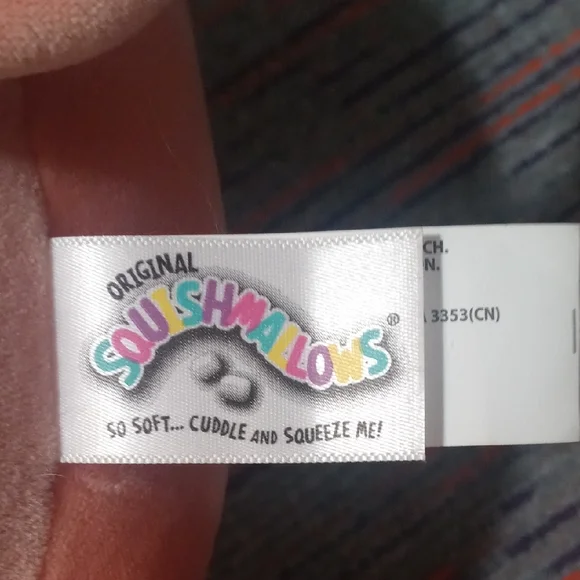 ORIGINAL
SQUISHMALLOWS®
SO SOFT... CUDDLE AND SQUEEZE ME!
CH.
N.
3353(CN)